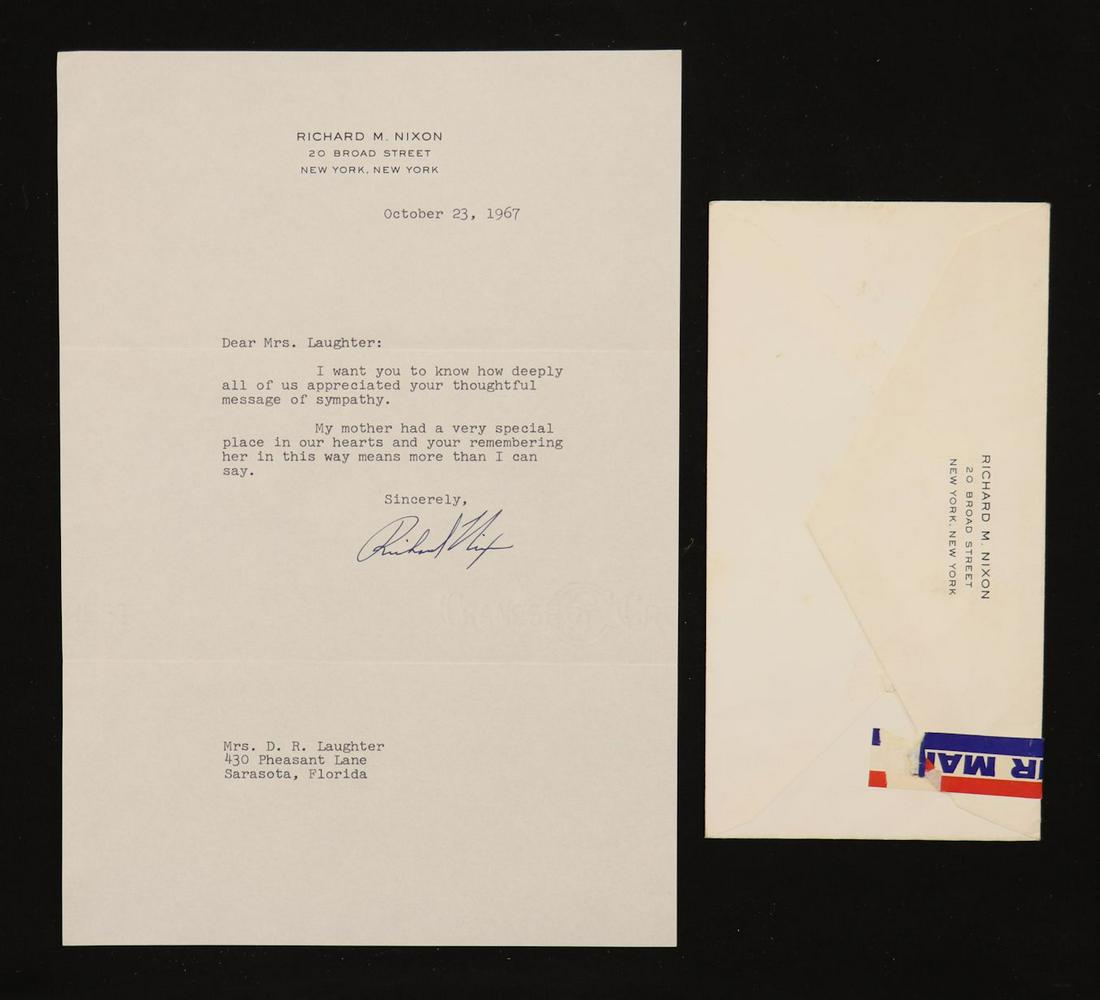 RICHARD M. NIXON
20 BROAD STREET
NEW YORK, NEW YORK
October 23, 1967
Dear Mrs. Laughter:
I want you to know how deeply
all of us appreciated your thoughtful
message of sympathy.
My mother had a very special
place in our hearts and your remembering
her in this way means more than I can
say.
Sincerely,
Richard Nixon
Mrs. D. R. Laughter
430 Pheasant Lane
Sarasota, Florida
RICHARD M. NIXON
20 BROAD STREET
NEW YORK, NEW YORK
IR MAI